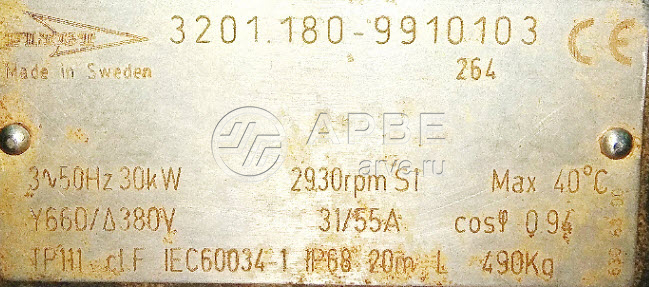 FLYGT 3201.180-9910103
Made in Sweden 264
АРВЕ
arve.ru
3~50Hz 30kW 2930rpm S1 Max 40°C
Y660/Δ380V 31/55A cosφ 0.94
TP111 cl.F IEC60034-1 IP68 20m L 490Kg